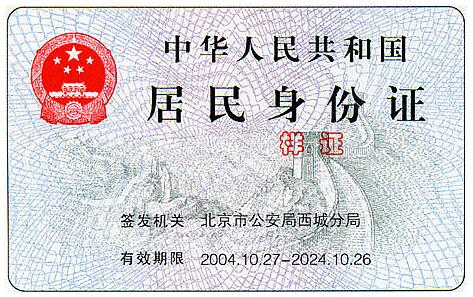 中华人民共和国
居民身份证
样证
签发机关 北京市公安局西城分局
有效期限 2004.10.27-2024.10.26